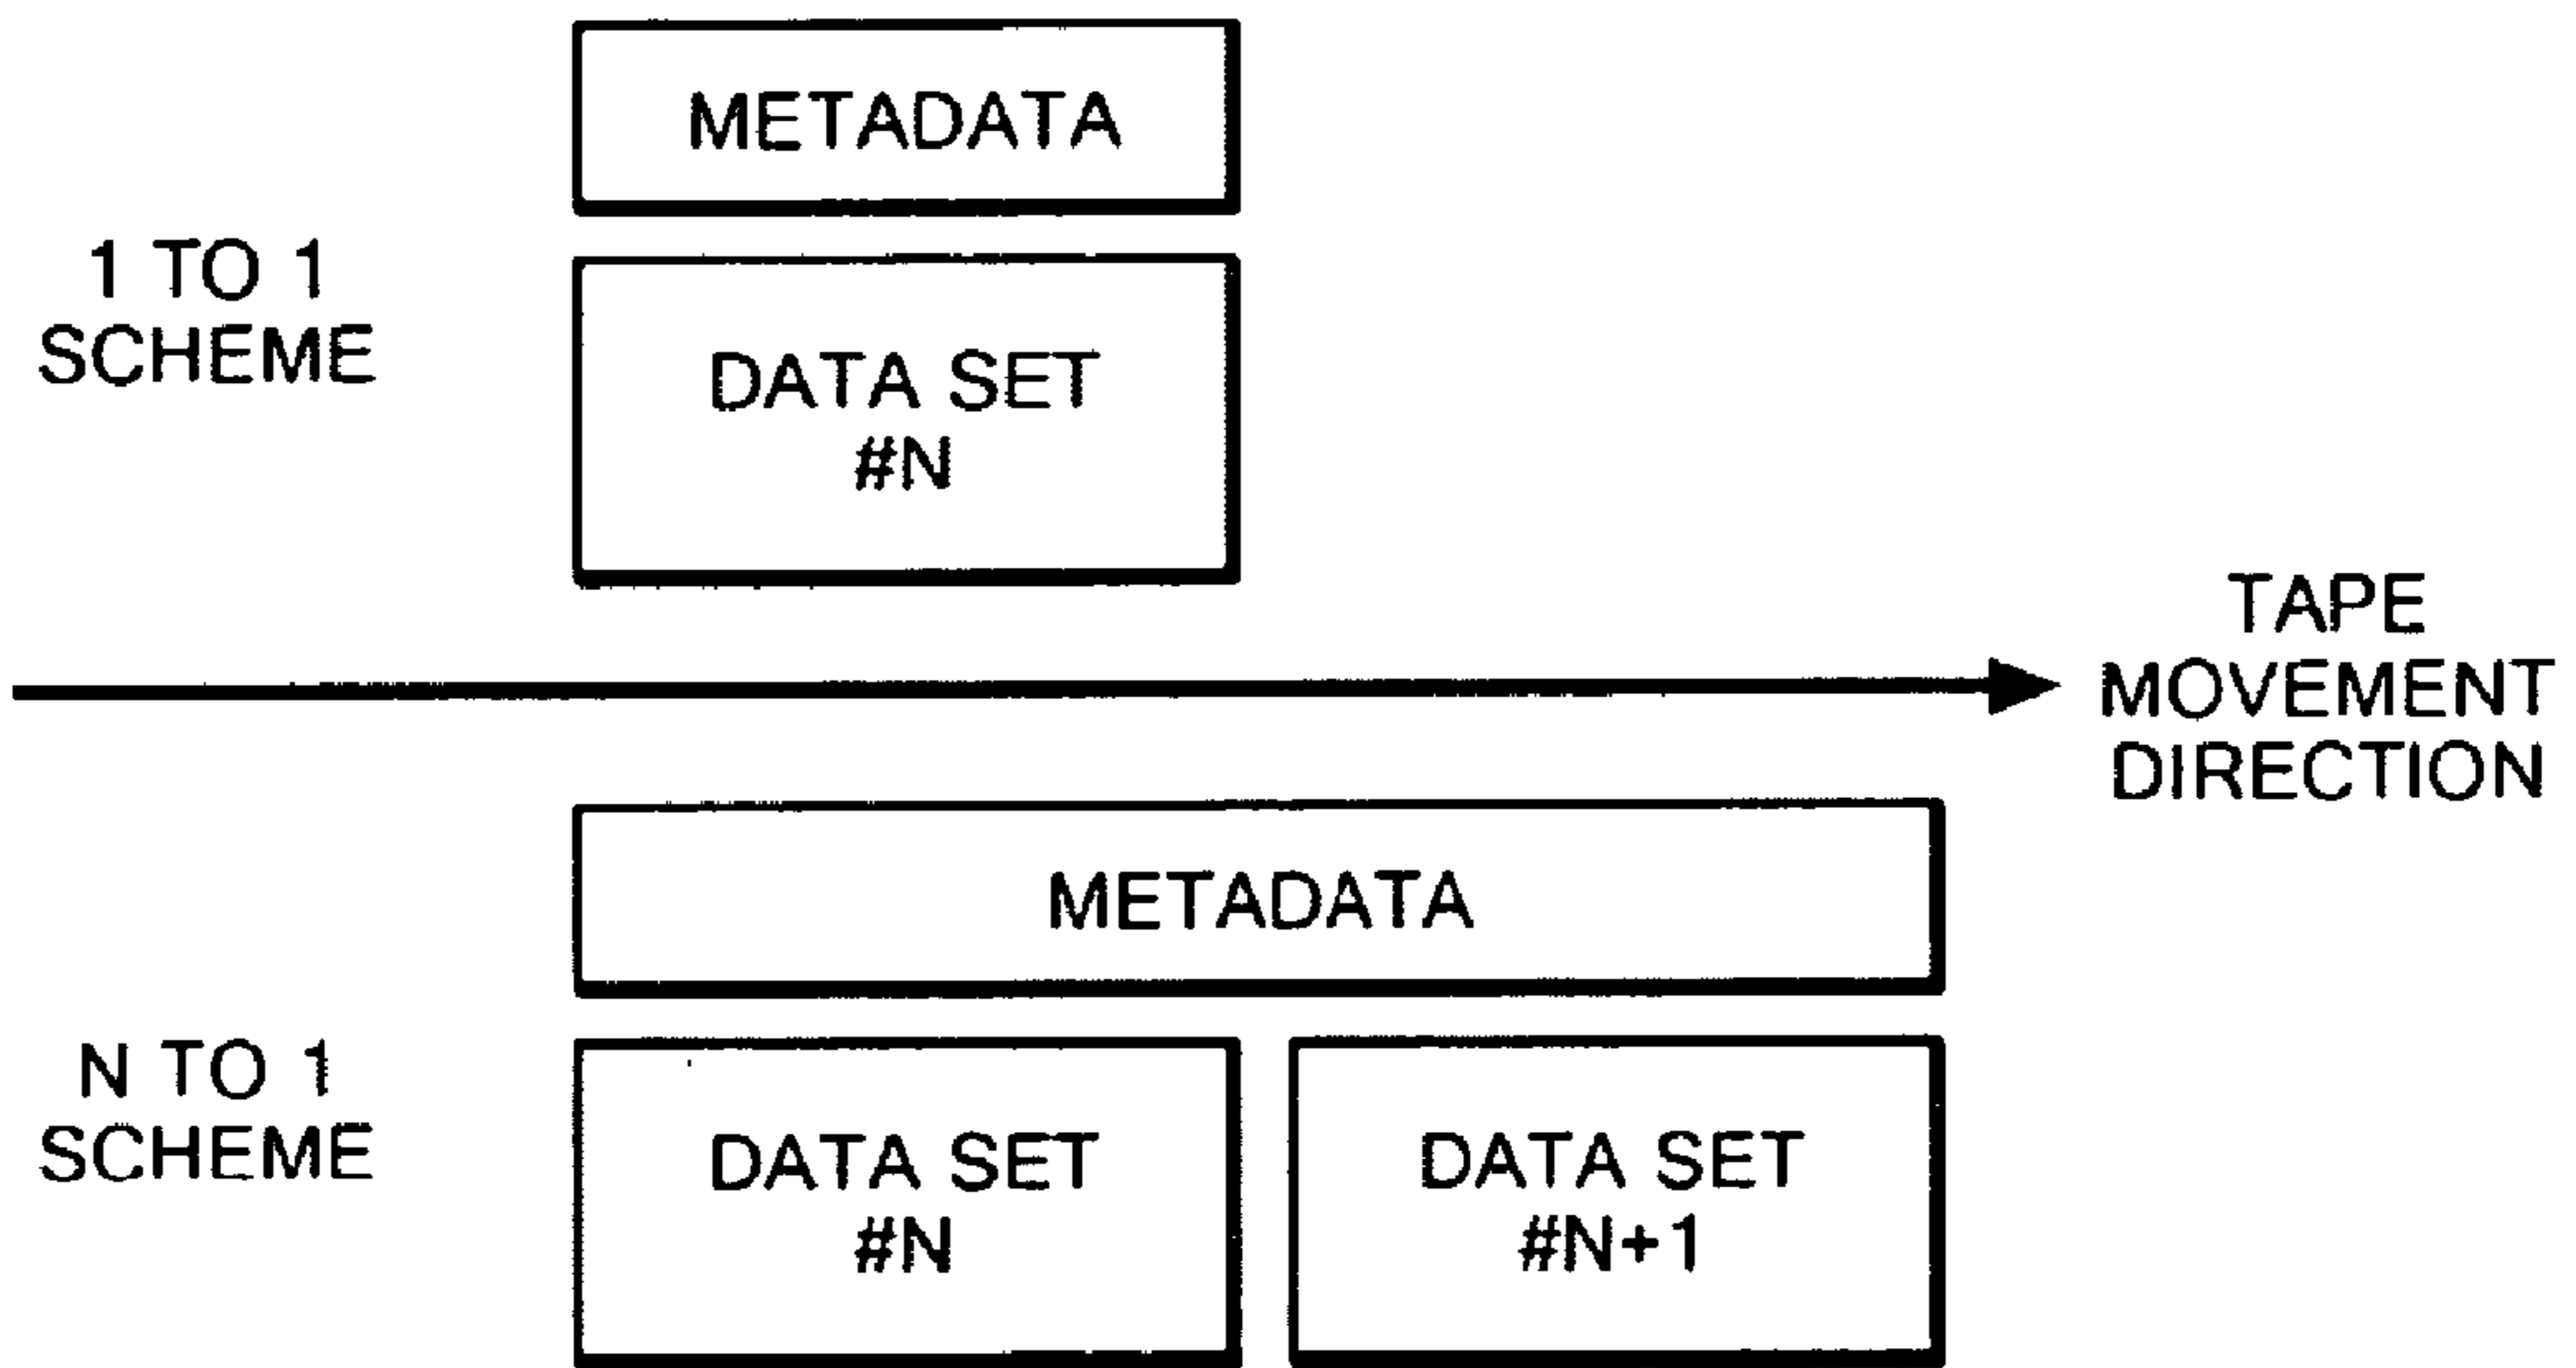 METADATA
1 TO 1
SCHEME
DATA SET
#N
TAPE
MOVEMENT
DIRECTION
METADATA
N TO 1
SCHEME
DATA SET
#N
DATA SET
#N+1